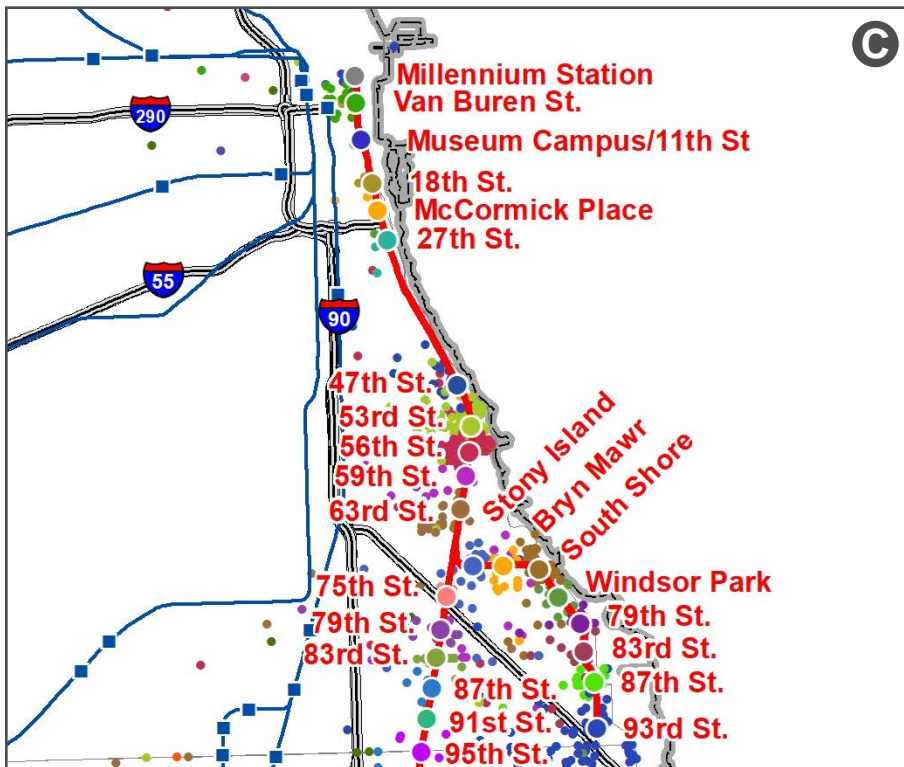 C
Millennium Station
290
Van Buren St.
Museum Campus/11th St
18th St.
McCormick Place
27th St.
55
90
47th St.
53rd St.
56th St.
59th St.
63rd St.
Stony Island
Bryn Mawr
South Shore
75th St.
Windsor Park
79th St.
79th St.
83rd St.
83rd St.
87th St.
87th St.
91st St.
93rd St.
95th St.